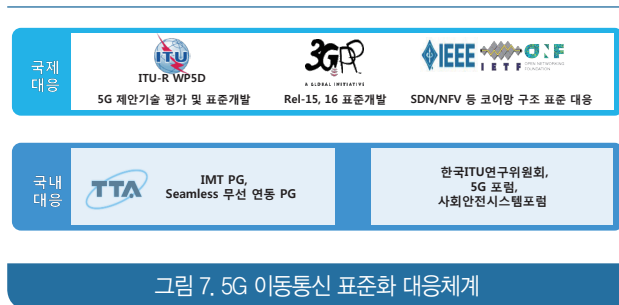 국제
대응
ITU
ITU-R WP5D
5G 제안기술 평가 및 표준개발
3GPP
A GLOBAL INITIATIVE
Rel-15, 16 표준개발
IEEE
IETF
ONF
OPEN NETWORKING
FOUNDATION
SDN/NFV 등 코어망 구조 표준 대응
국내
대응
TTA
IMT PG,
Seamless 무선 연동 PG
한국ITU연구위원회,
5G 포럼,
사회안전시스템포럼
그림 7. 5G 이동통신 표준화 대응체계